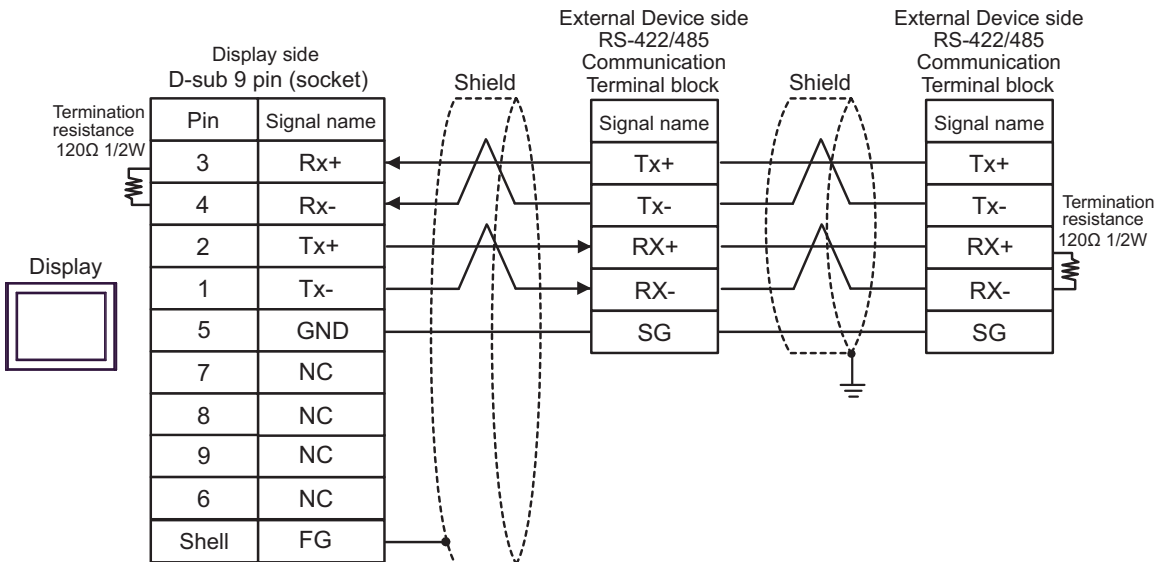 External Device side
RS-422/485
Communication
Terminal block
External Device side
RS-422/485
Communication
Terminal block
Display side
D-sub 9 pin (socket)
Shield
Shield
Termination
resistance
120Ω 1/2W
Pin Signal name
3 Rx+
4 Rx-
2 Tx+
1 Tx-
5 GND
7 NC
8 NC
9 NC
6 NC
Shell FG
Display
Signal name
Tx+
Tx-
RX+
RX-
SG
Signal name
Tx+
Tx-
RX+
RX-
SG
Termination
resistance
120Ω 1/2W